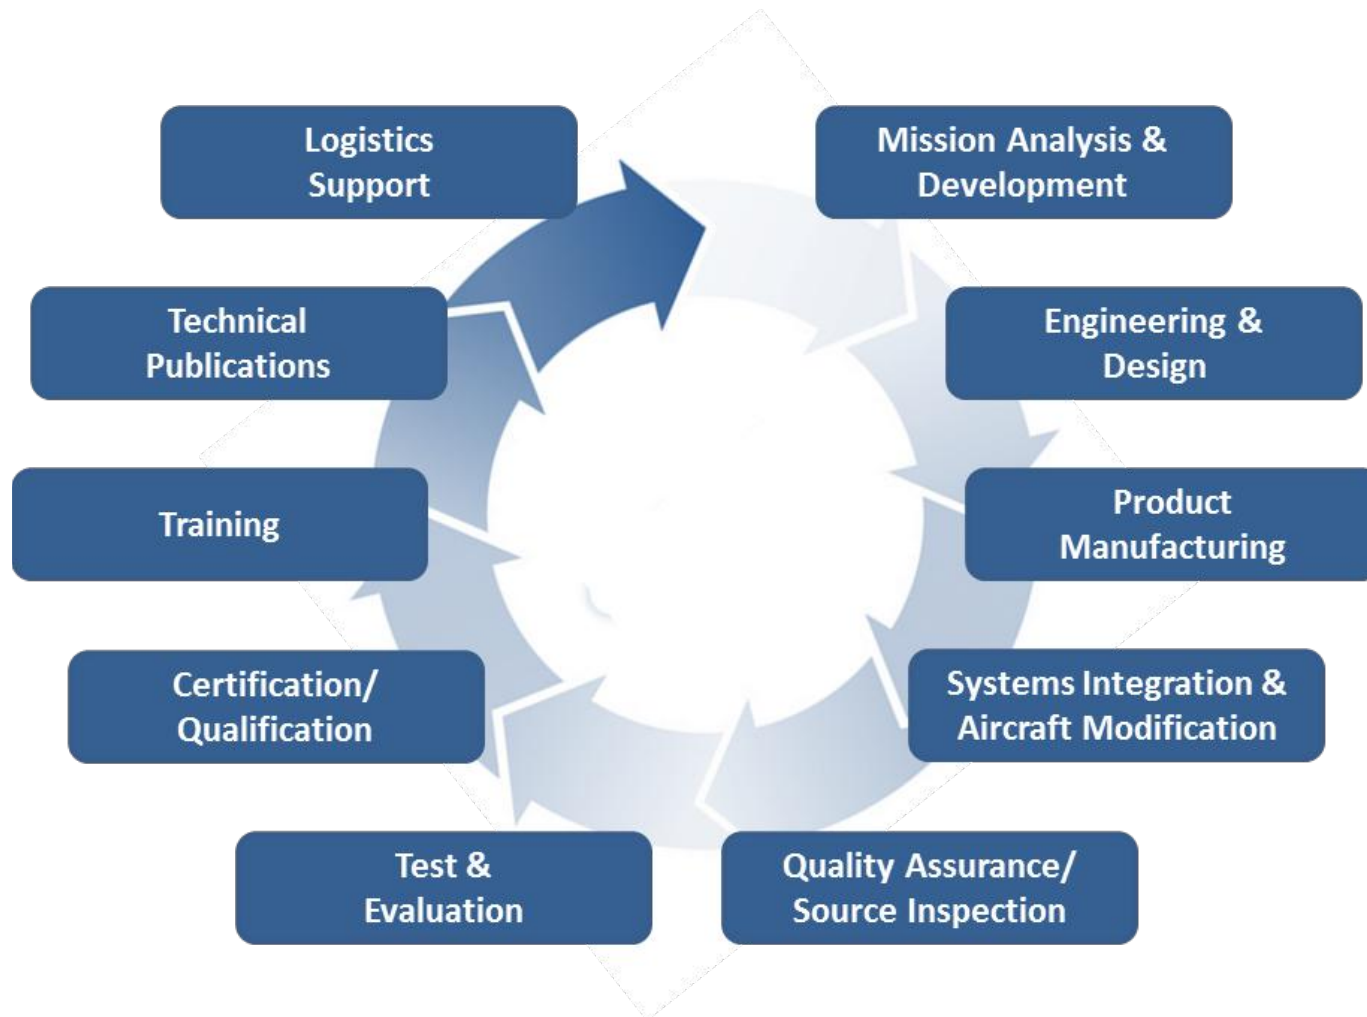 Logistics
Support
Mission Analysis &
Development
Technical
Publications
Engineering &
Design
Training
Product
Manufacturing
Certification/
Qualification
Systems Integration &
Aircraft Modification
Test &
Evaluation
Quality Assurance/
Source Inspection